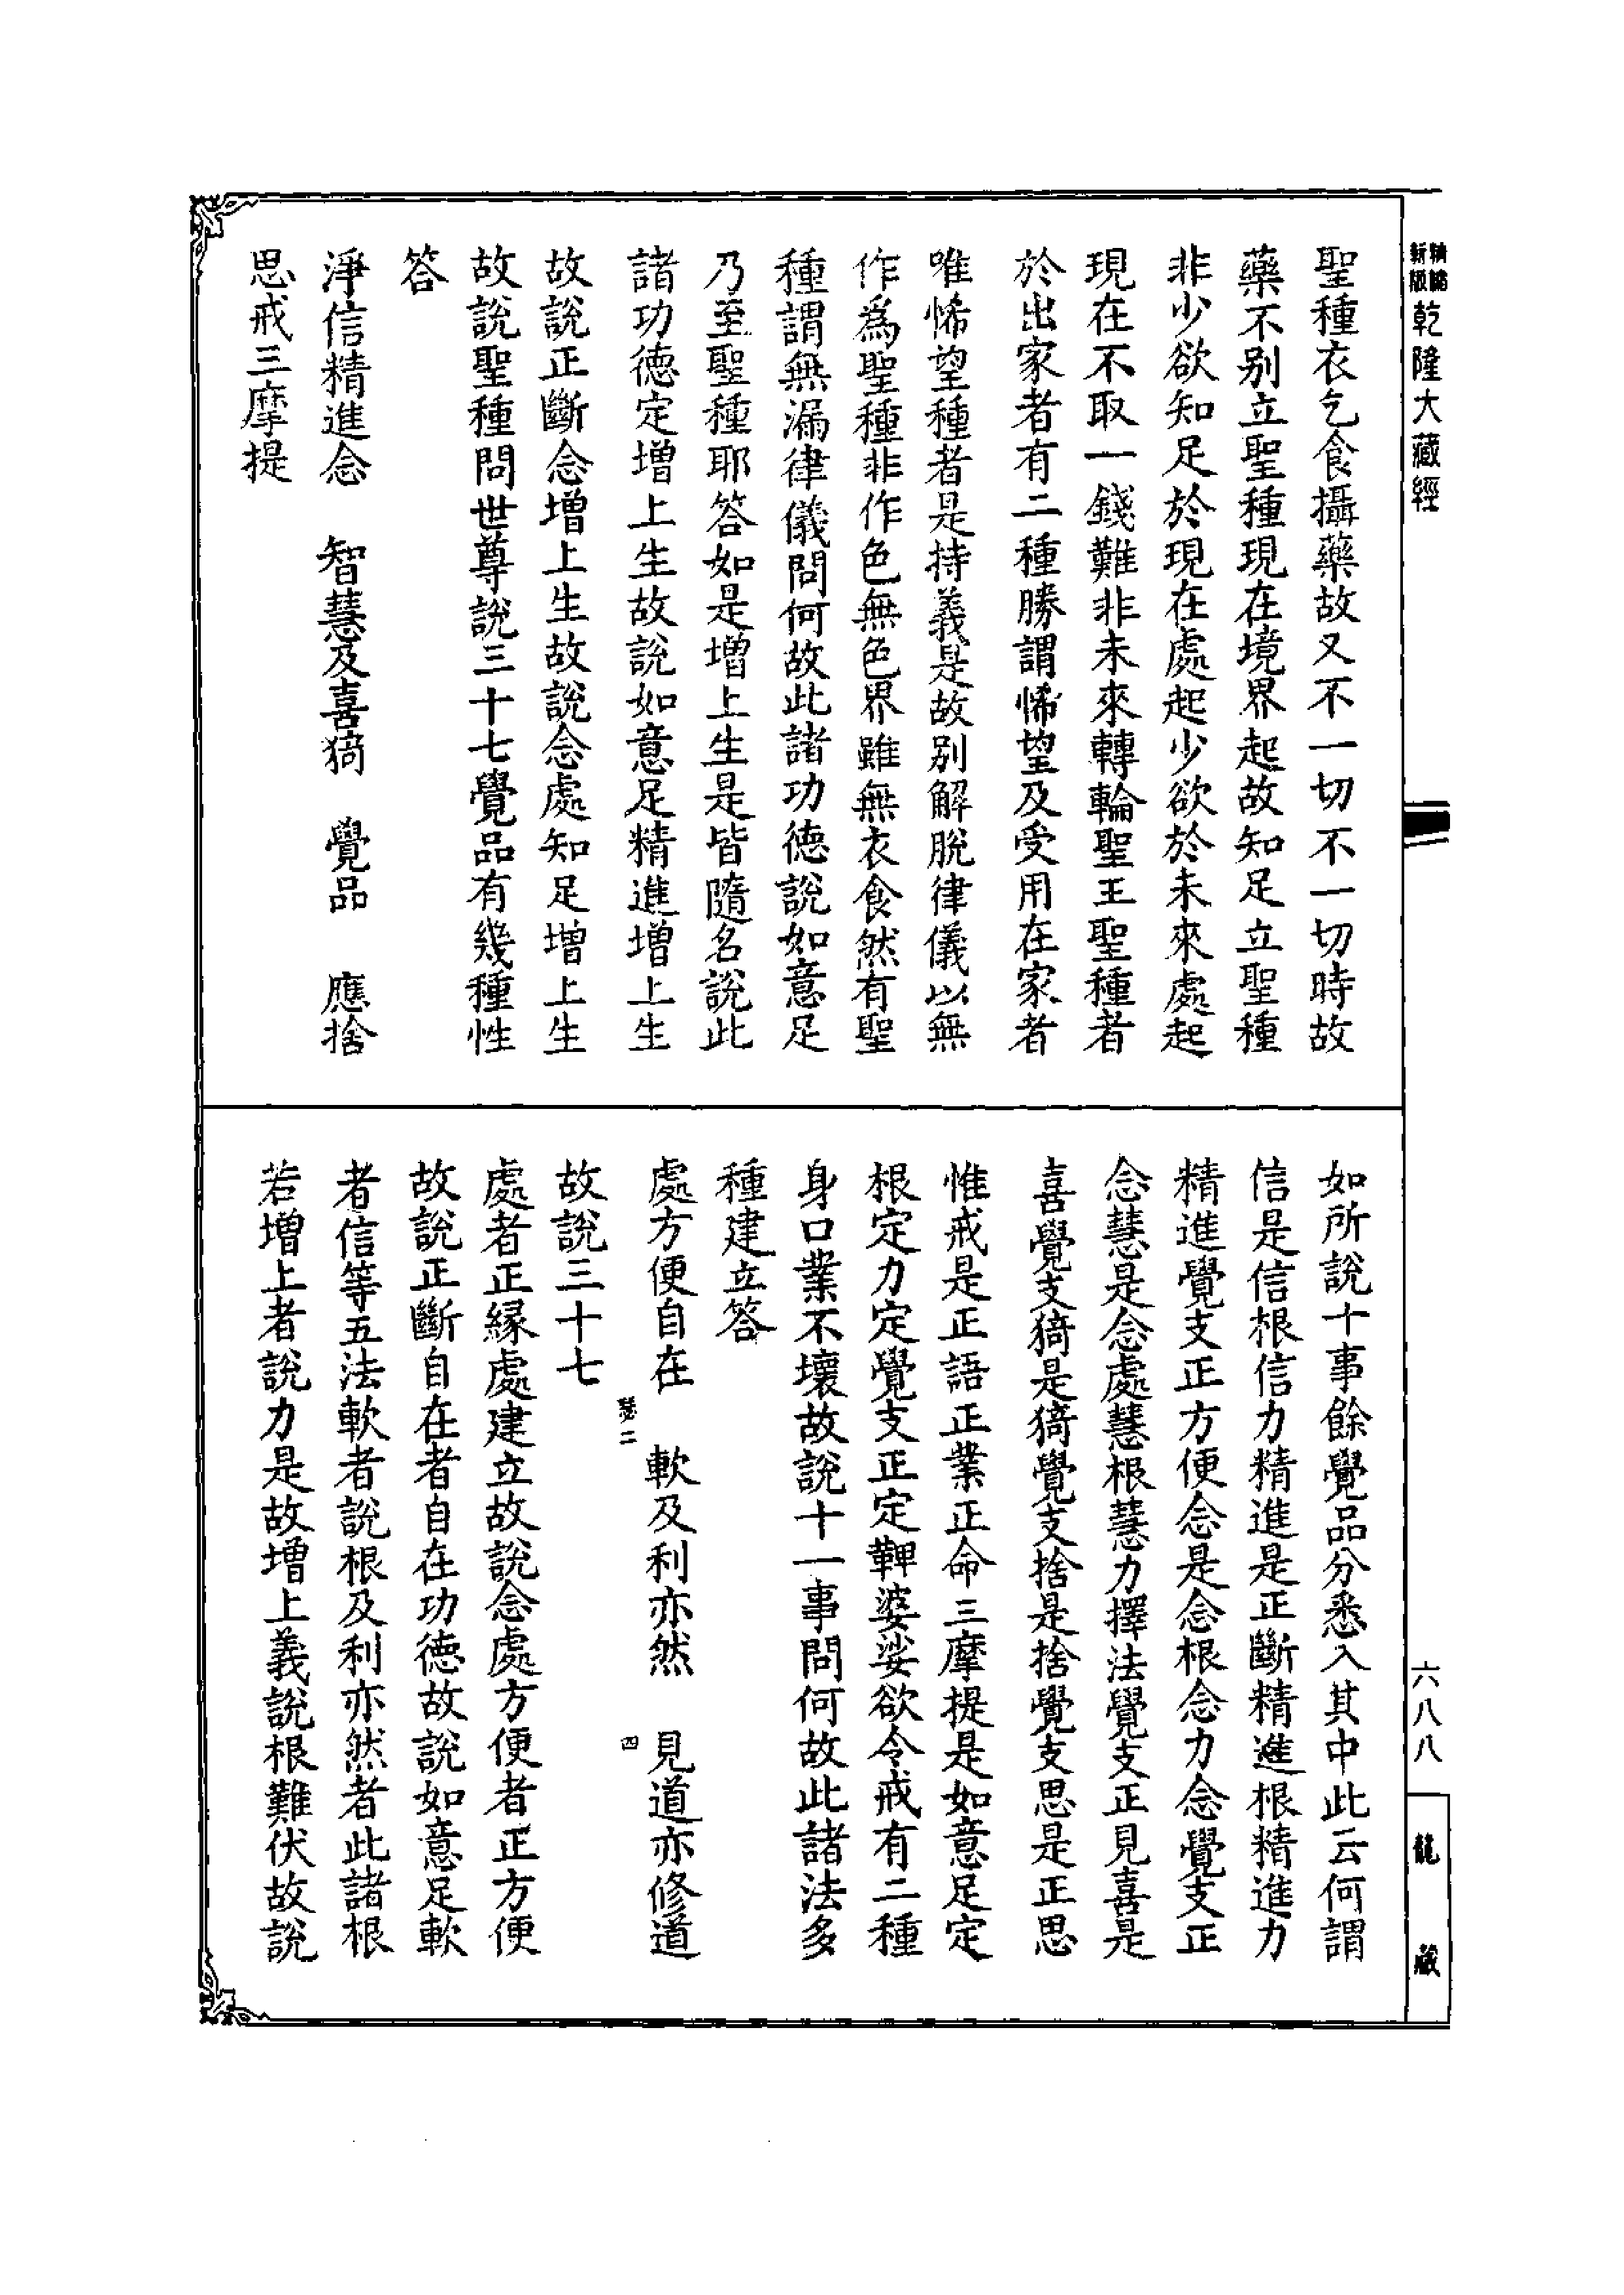 新版 精縮 乾隆大藏經
六八八
龍藏
聖種衣乞食攝藥故又不一切不一切時故
藥不别立聖種現在境界起故知足立聖種
非少欲知足於現在處起少欲於未來處起
現在不取一錢難非未來轉輪聖王聖種者
於出家者有二種勝謂悕望及受用在家者
唯悕望種者是持義是故别解脫律儀以無
作爲聖種非作色無色界雖無衣食然有聖
種謂無漏律儀問何故此諸功德說如意足
乃至聖種耶答如是增上生是皆隨名說此
諸功德定增上生故說如意足精進增上生
故說正斷念增上生故說念處知足增上生
故說聖種問世尊說三十七覺品有幾種性
答
淨信精進念　智慧及喜猗　覺品　應捨
思戒三摩提
如所說十事餘覺品分悉入其中此云何謂
信是信根信力精進是正斷精進根精進力
精進覺支正方便念是念根念力念覺支正
念慧是念處慧根慧力擇法覺支正見喜是
喜覺支猗是猗覺支捨是捨覺支思是正思
惟戒是正語正業正命三摩提是如意足定
根定力定覺支正定鞞婆娑欲令戒有二種
身口業不壞故說十一事問何故此諸法多
種建立答
處方便自在　軟及利亦然　見道亦修道
瑟二　四
故說三十七
處者正緣處建立故說念處方便者正方便
故說正斷自在者自在功德故說如意足軟
者信等五法軟者說根及利亦然者此諸根
若增上者說力是故增上義說根難伏故說